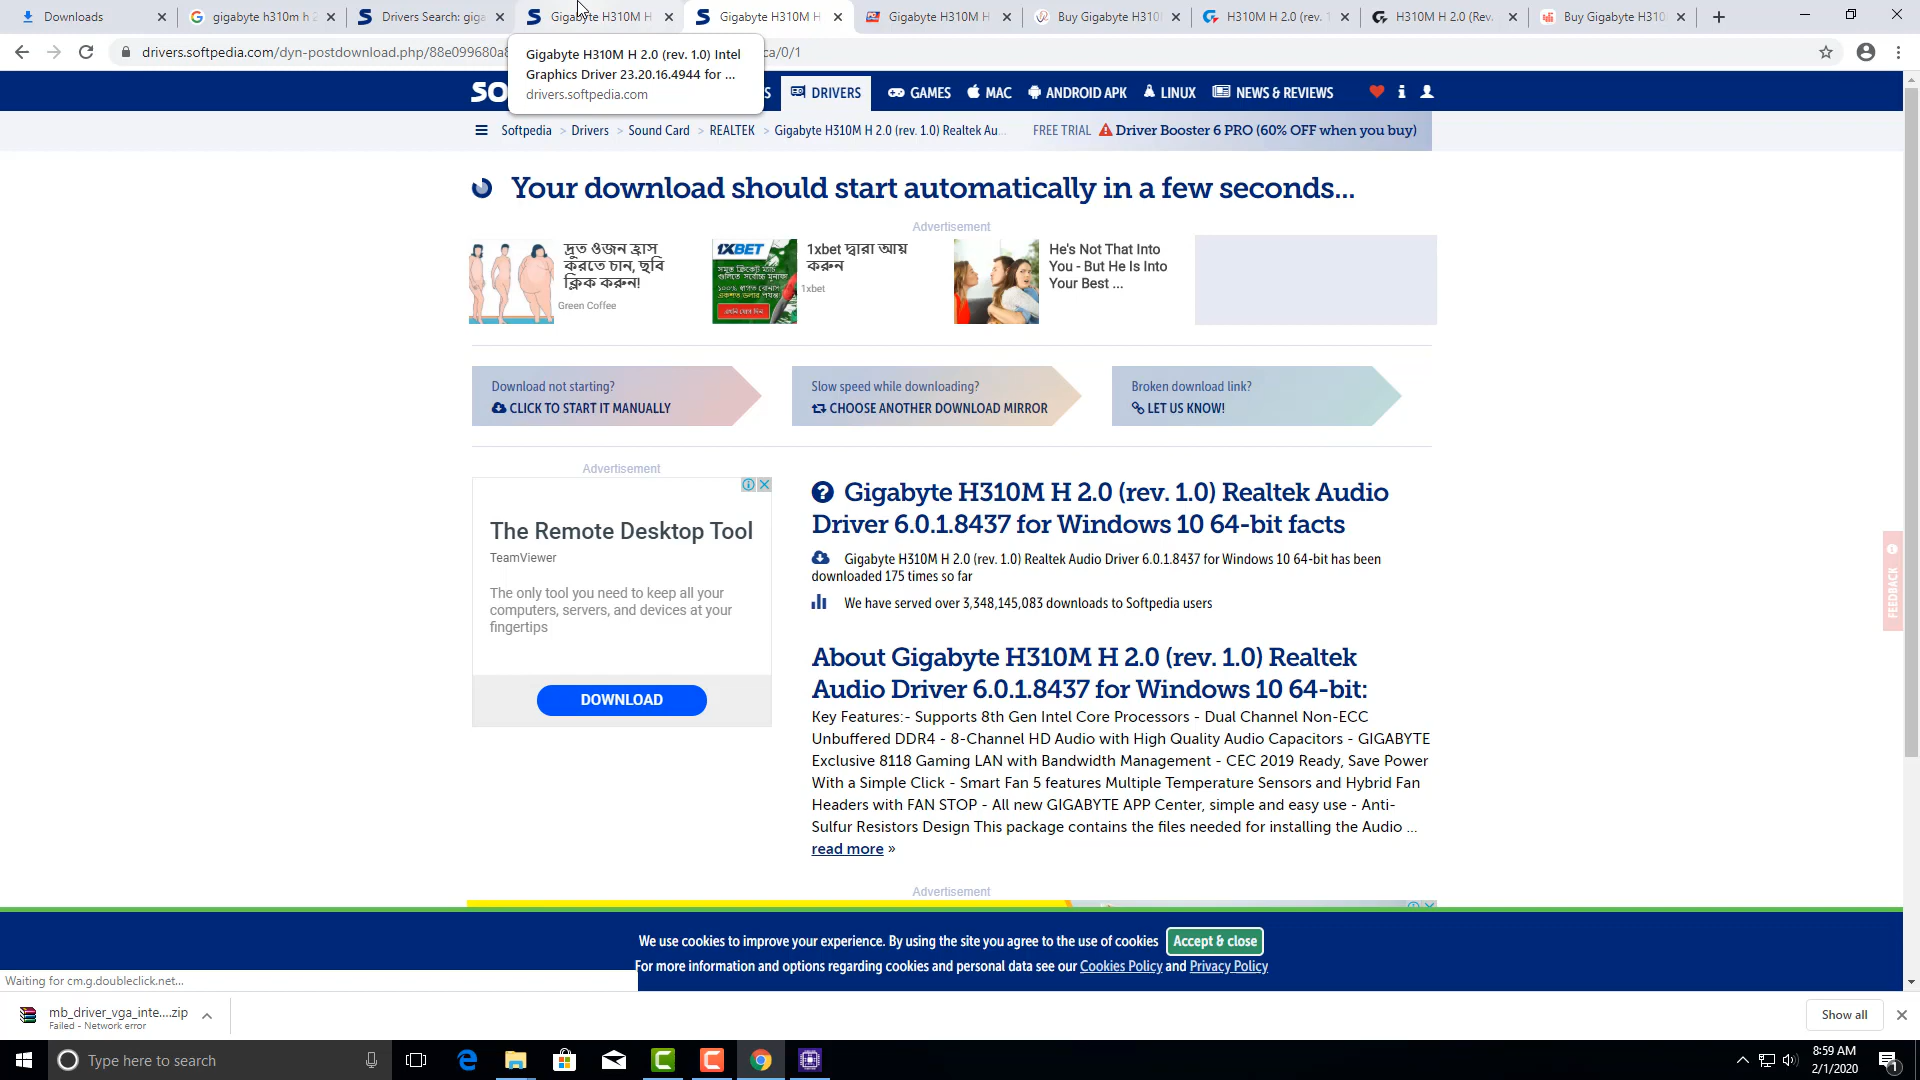 Downloads
gigabyte h310m h 2
Drivers Search: giga
Gigabyte H310M H
Gigabyte H310M H
Gigabyte H310M H
Buy Gigabyte H310
H310M H 2.0 (rev. 1
H310M H 2.0 (Rev.
Buy Gigabyte H310
drivers.softpedia.com/dyn-postdownload.php/88e099680a8
ca/0/1
Gigabyte H310M H 2.0 (rev. 1.0) Intel
Graphics Driver 23.20.16.4944 for ...
drivers.softpedia.com
SO
S
DRIVERS
GAMES
MAC
ANDROID APK
LINUX
NEWS & REVIEWS
Softpedia > Drivers > Sound Card > REALTEK > Gigabyte H310M H 2.0 (rev. 1.0) Realtek Au...
FREE TRIAL Driver Booster 6 PRO (60% OFF when you buy)
Your download should start automatically in a few seconds...
Advertisement
দ্রুত ওজন হ্রাস
করতে চান, ছবি
ক্লিক করুন!
Green Coffee
1XBET
1xbet দ্বারা আয়
করুন
1xbet
He's Not That Into
You - But He Is Into
Your Best ...
Download not starting?
CLICK TO START IT MANUALLY
Slow speed while downloading?
CHOOSE ANOTHER DOWNLOAD MIRROR
Broken download link?
LET US KNOW!
Advertisement
The Remote Desktop Tool
TeamViewer
The only tool you need to keep all your
computers, servers, and devices at your
fingertips
DOWNLOAD
Gigabyte H310M H 2.0 (rev. 1.0) Realtek Audio
Driver 6.0.1.8437 for Windows 10 64-bit facts
Gigabyte H310M H 2.0 (rev. 1.0) Realtek Audio Driver 6.0.1.8437 for Windows 10 64-bit has been
downloaded 175 times so far
We have served over 3,348,145,083 downloads to Softpedia users
About Gigabyte H310M H 2.0 (rev. 1.0) Realtek
Audio Driver 6.0.1.8437 for Windows 10 64-bit:
Key Features:- Supports 8th Gen Intel Core Processors - Dual Channel Non-ECC
Unbuffered DDR4 - 8-Channel HD Audio with High Quality Audio Capacitors - GIGABYTE
Exclusive 8118 Gaming LAN with Bandwidth Management - CEC 2019 Ready, Save Power
With a Simple Click - Smart Fan 5 features Multiple Temperature Sensors and Hybrid Fan
Headers with FAN STOP - All new GIGABYTE APP Center, simple and easy use - Anti-
Sulfur Resistors Design This package contains the files needed for installing the Audio ...
read more »
FEEDBACK
Advertisement
We use cookies to improve your experience. By using the site you agree to the use of cookies
Accept & close
For more information and options regarding cookies and personal data see our Cookies Policy and Privacy Policy
Waiting for cm.g.doubleclick.net...
mb_driver_vga_inte....zip
Failed - Network error
Show all
Type here to search
8:59 AM
2/1/2020
1